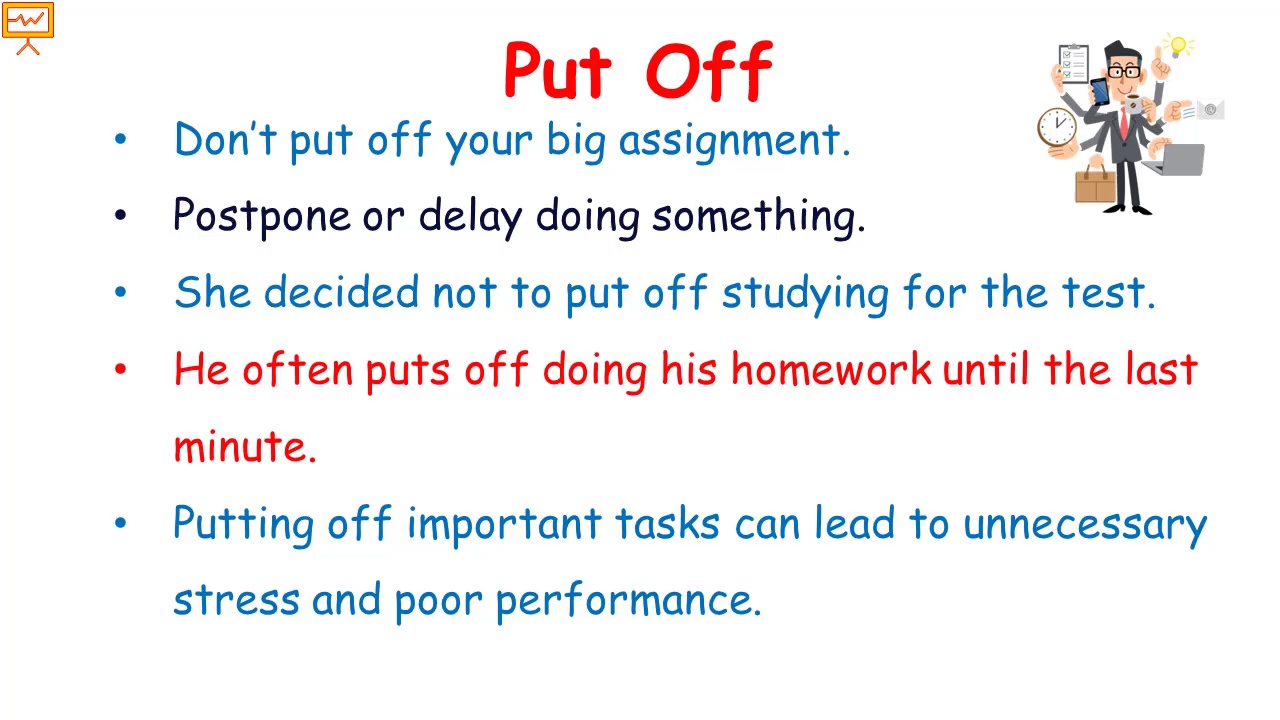 Put Off
• Don't put off your big assignment.
• Postpone or delay doing something.
• She decided not to put off studying for the test.
• He often puts off doing his homework until the last
minute.
• Putting off important tasks can lead to unnecessary
stress and poor performance.